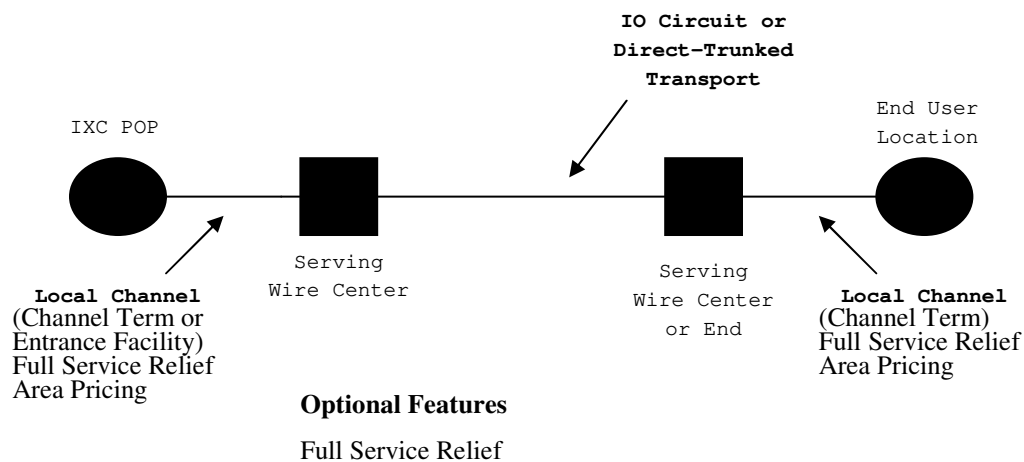 IO Circuit or
Direct-Trunked
Transport
IXC POP
End User
Location
Serving
Wire Center
Serving
Wire Center
or End
Local Channel
(Channel Term or
Entrance Facility)
Full Service Relief
Area Pricing
Local Channel
(Channel Term)
Full Service Relief
Area Pricing
Optional Features
Full Service Relief